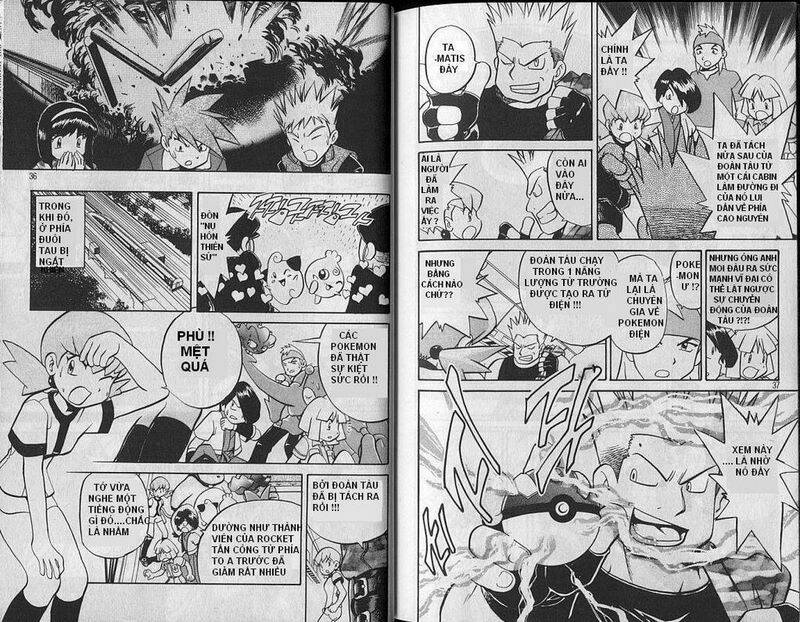 36
TRONG
KHI ĐÓ,
Ở PHÍA
ĐUÔI
TAU BỊ
NGẮT
ĐÒN
"NỤ
HÔN
THIÊN
SỨ"
PHÙ !!
MỆT
QUÁ
CÁC
POKEMON
ĐÃ THẬT
SỰ KIỆT
SỨC RỒI !!
TỚ VỪA
NGHE MỘT
TIẾNG ĐỘNG
GÌ ĐÓ....CHẮC
LÀ NHẦM
DƯỜNG NHƯ THÀNH
VIÊN CỦA ROCKET
TẤN CÔNG TỪ PHÍA
TO A TRƯỚC ĐÃ
GIẢM RẤT NHIỀU
BỞI ĐOÀN TÀU
ĐÃ BỊ TÁCH RA
RỒI !!!
TA
-MATIS
ĐÂY
CHÍNH
LÀ TA
ĐÂY !!
TA ĐÃ TÁCH
NỬA SAU CỦA
ĐOÀN TÀU TỪ
MỘT CÁI CABIN
LÀM ĐƯỜNG ĐI
CỦA NÓ LUI
DẦN VỀ PHÍA
CAO NGUYÊN
AI LÀ
NGƯỜI
ĐÃ
LÀM
RA
VIỆC
ẤY ?
CÒN AI
VÀO
ĐÂY
NỮA...
NHƯNG
BẰNG
CÁCH NÀO
CHỨ??
ĐOÀN TÀU CHẠY
TRONG 1 NĂNG
LƯỢNG TỪ TRƯỜNG
ĐƯỢC TẠO RA TỪ
ĐIỆN !!!
MÀ TA
LẠI LÀ CHUYÊN
GIA VỀ
POKEMON
ĐIỆN
POKE
-MON
Ư !?
NHƯNG ÔNG ANH
MOI ĐÂU RA SỨC
MẠNH VĨ ĐẠI CÓ
THỂ LẬT NGƯỢC
SỰ CHUYỂN
ĐỘNG CỦA ĐOÀN
TÀU ?!?!
37
XEM NÀY
.... LÀ NHỜ
NÓ ĐÂY